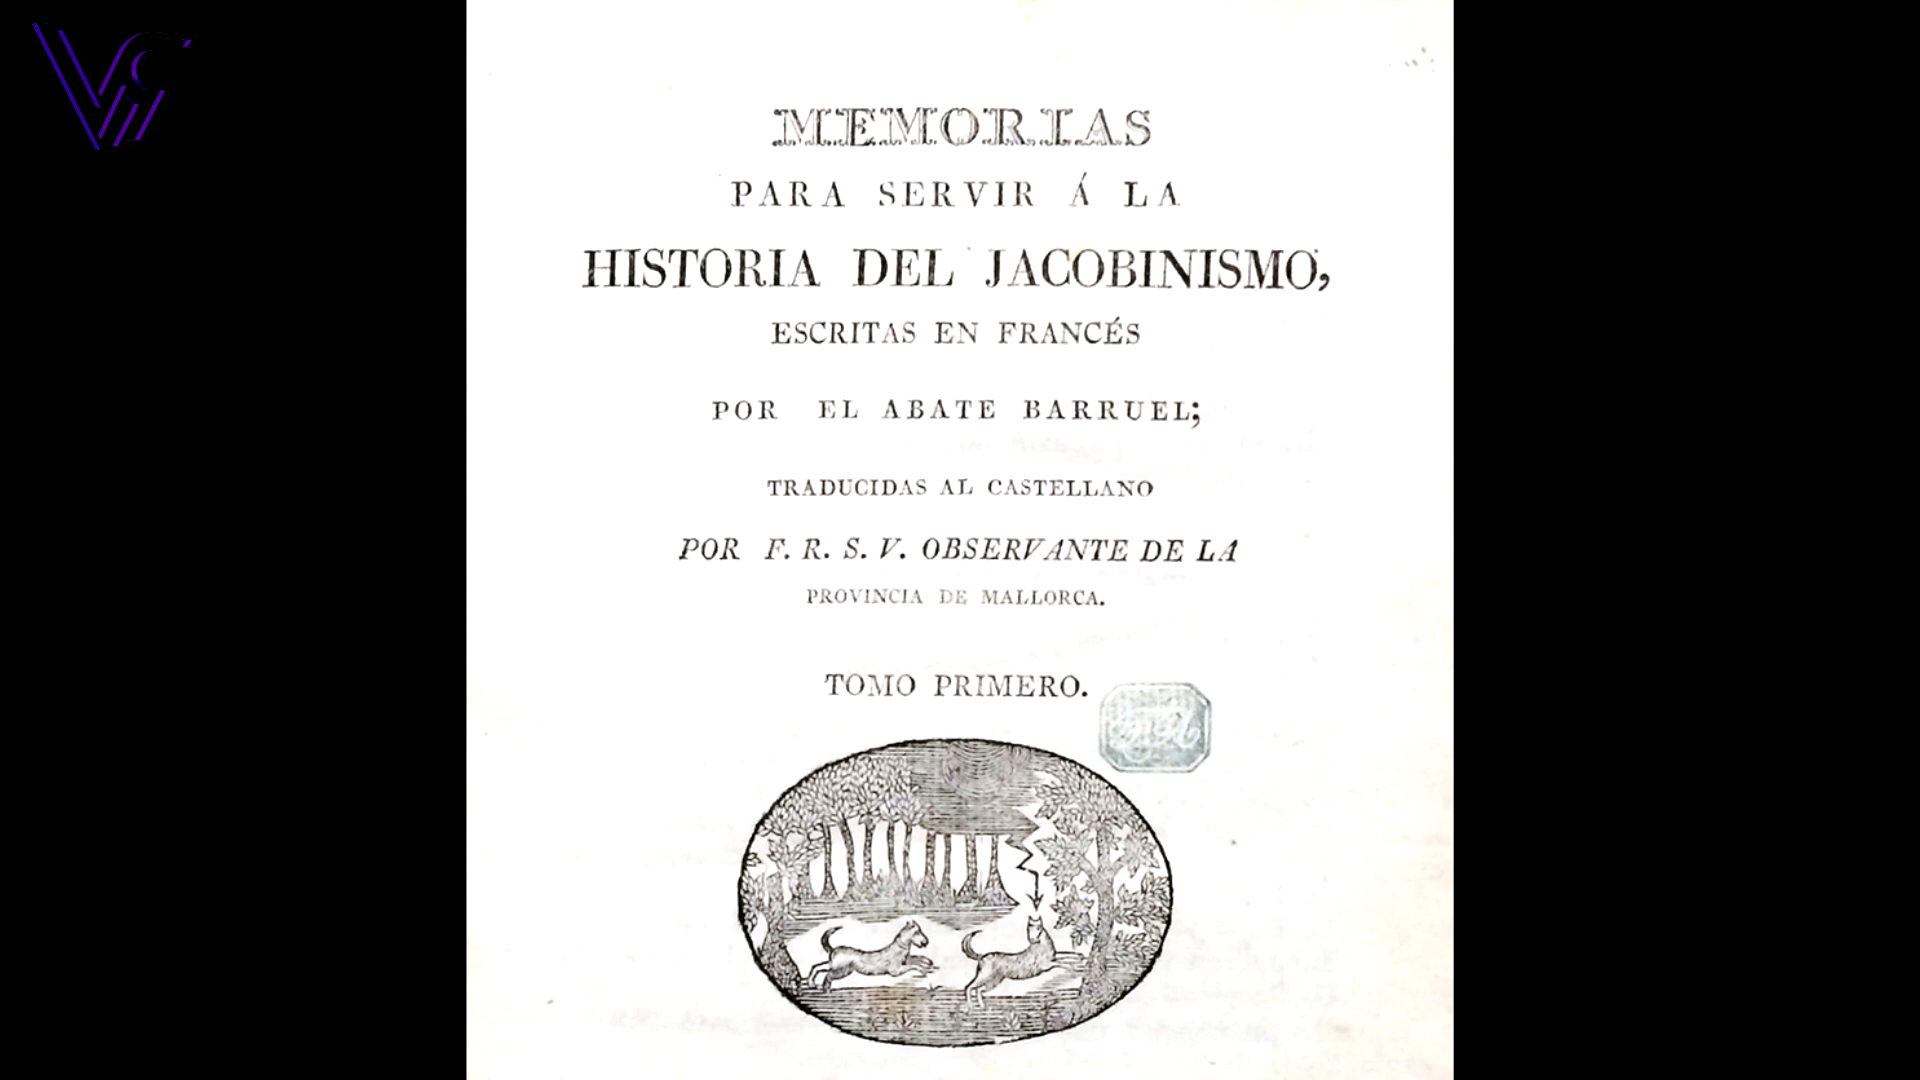 MEMORIAS
PARA SERVIR Á LA
HISTORIA DEL JACOBINISMO,
ESCRITAS EN FRANCÉS
POR EL ABATE BARRUEL;
TRADUCIDAS AL CASTELLANO
POR F. R. S. V. OBSERVANTE DE LA
PROVINCIA DE MALLORCA.
TOMO PRIMERO.